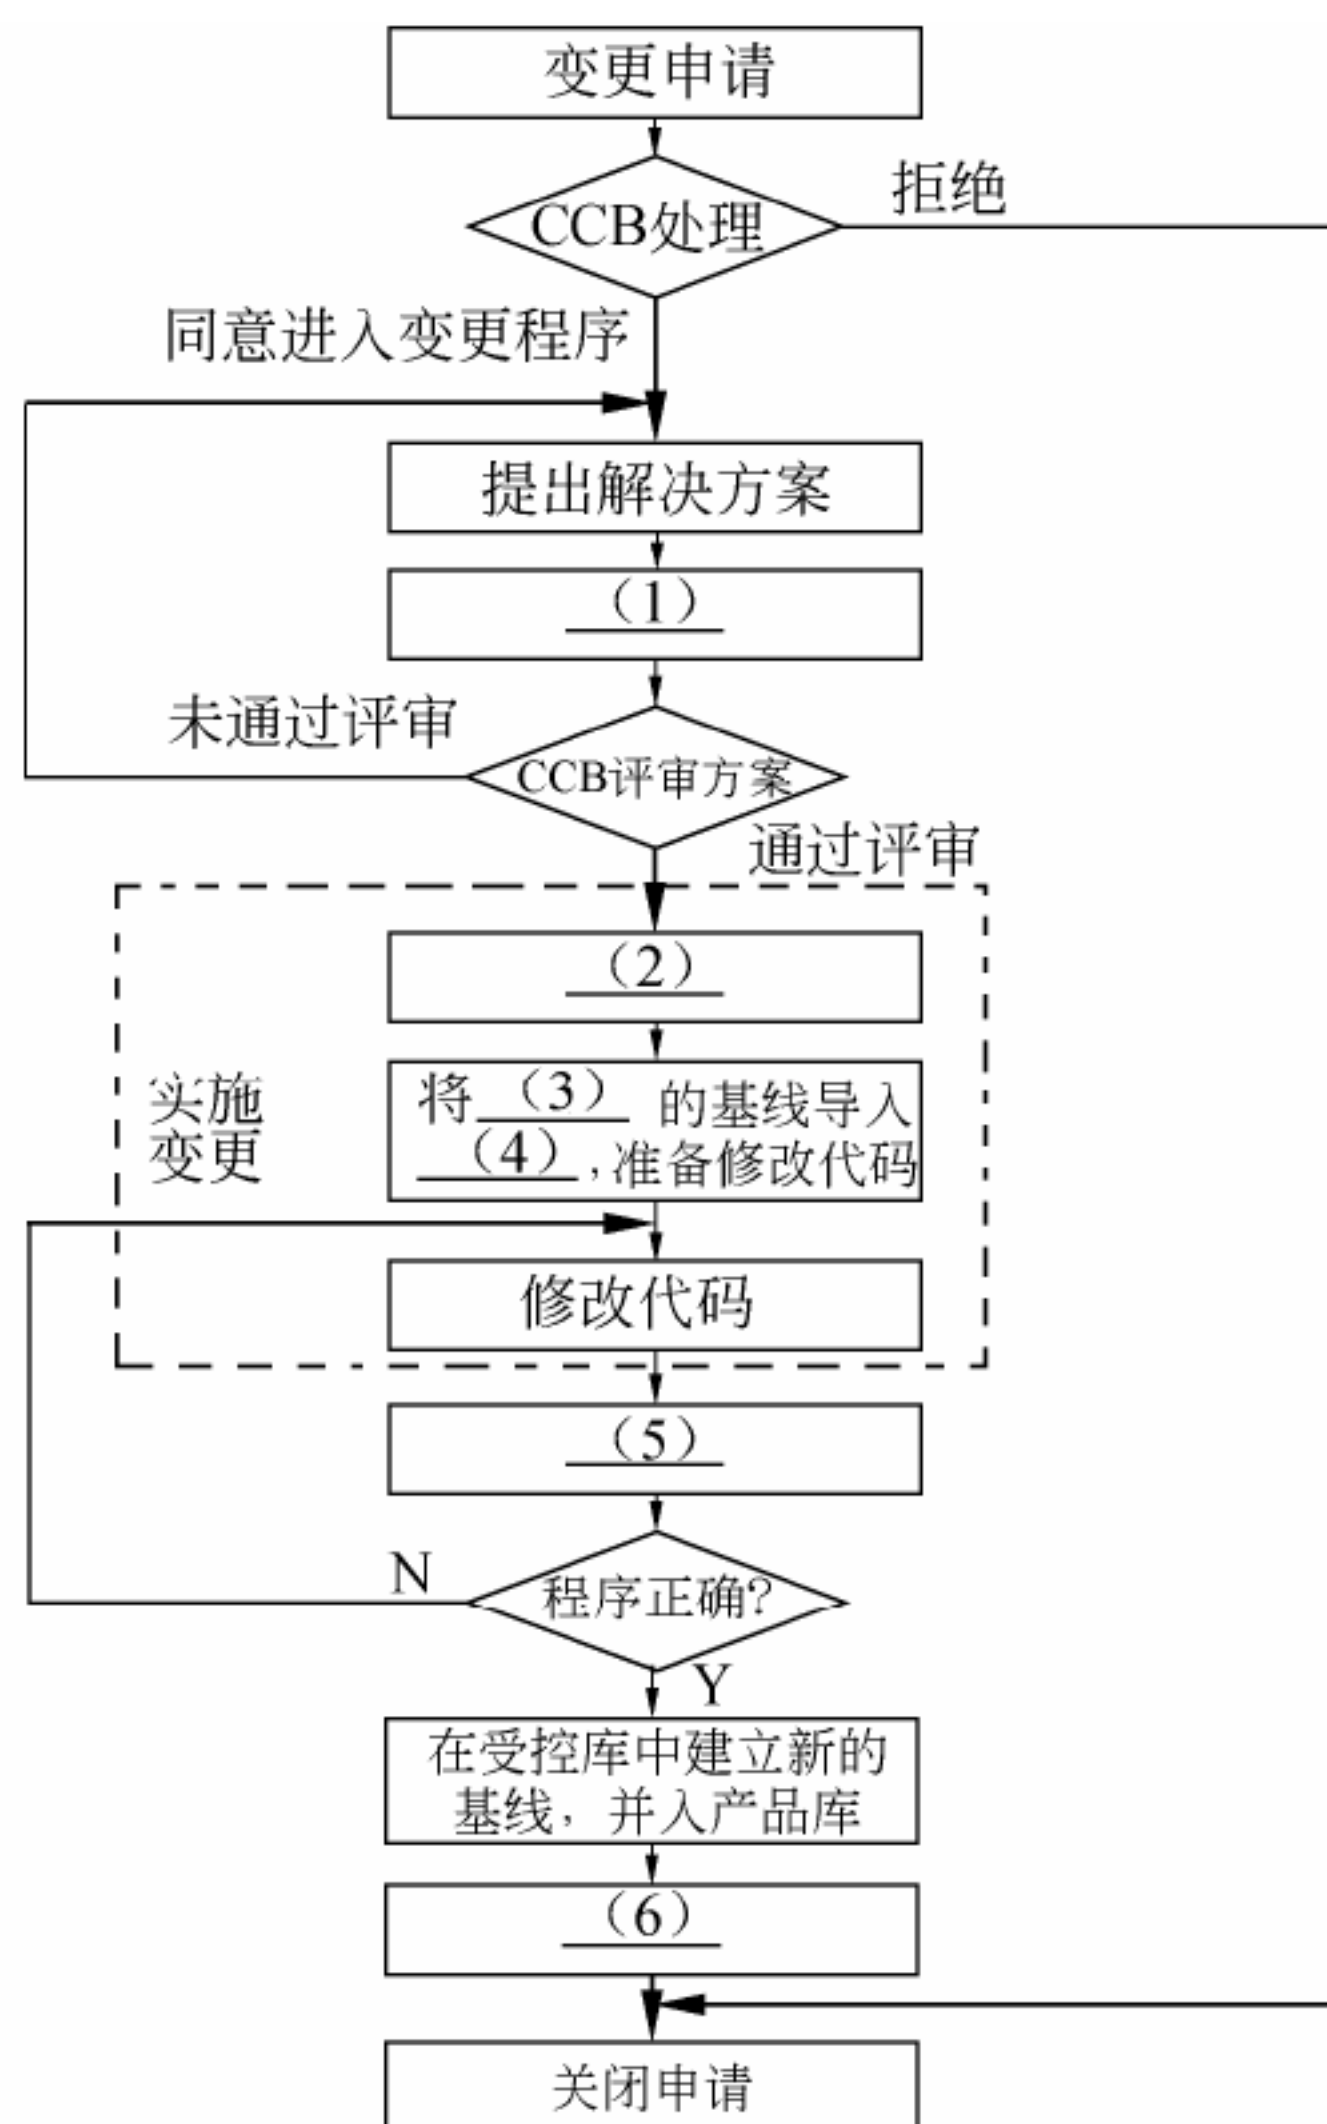 变更申请
CCB处理
拒绝
同意进入变更程序
提出解决方案
（1）
未通过评审
CCB评审方案
通过评审
（2）
实施
变更
将（3）的基线导入
（4）,准备修改代码
修改代码
（5）
N
程序正确?
Y
在受控库中建立新的
基线，并入产品库
（6）
关闭申请